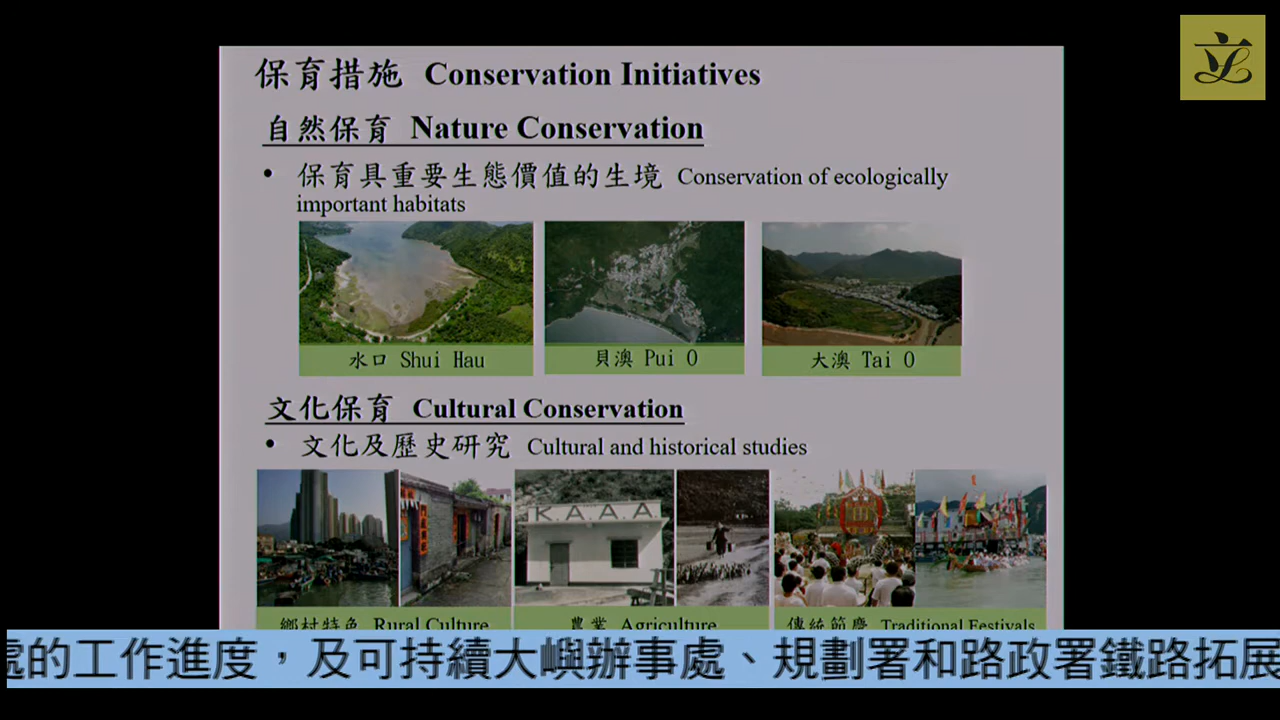 保育措施 Conservation Initiatives
自然保育 Nature Conservation
• 保育具重要生態價值的生境 Conservation of ecologically
important habitats
水口 Shui Hau
貝澳 Pui O
大澳 Tai O
文化保育 Cultural Conservation
• 文化及歷史研究 Cultural and historical studies
K.A.A.A
鄉村特色 Rural Culture
農業 Agriculture
傳統節慶 Traditional Festivals
處的工作進度，及可持續大嶼辦事處、規劃署和路政署鐵路拓展